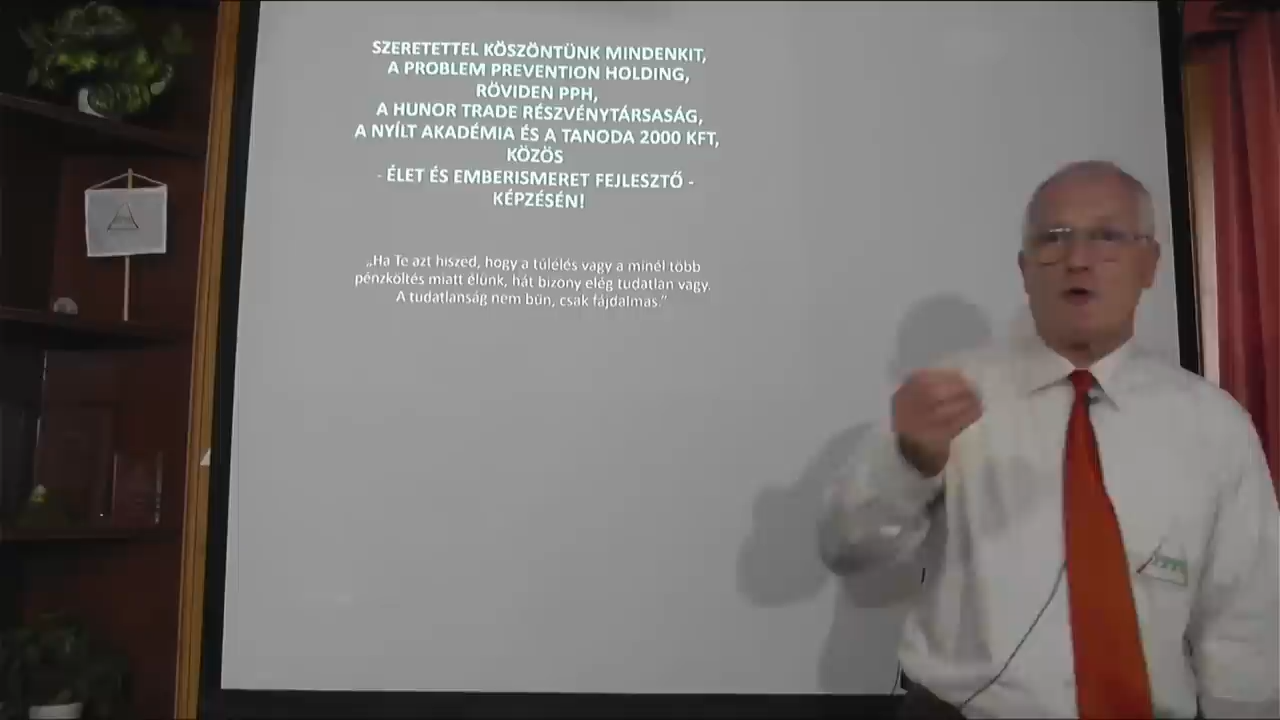 SZERETETTEL KÖSZÖNTÜNK MINDENKIT,
A PROBLEM PREVENTION HOLDING,
RÖVIDEN PPH,
A HUNOR TRADE RÉSZVÉNYTÁRSASÁG,
A NYÍLT AKADÉMIA ÉS A TANODA 2000 KFT,
KÖZÖS
- ÉLET ÉS EMBERISMERET FEJLESZTŐ -
KÉPZÉSÉN!
„Ha Te azt hiszed, hogy a túlélés vagy a minél több
pénzköltés miatt élünk, hát bizony elég tudatlan vagy.
A tudatlanság nem bűn, csak fájdalmas.”